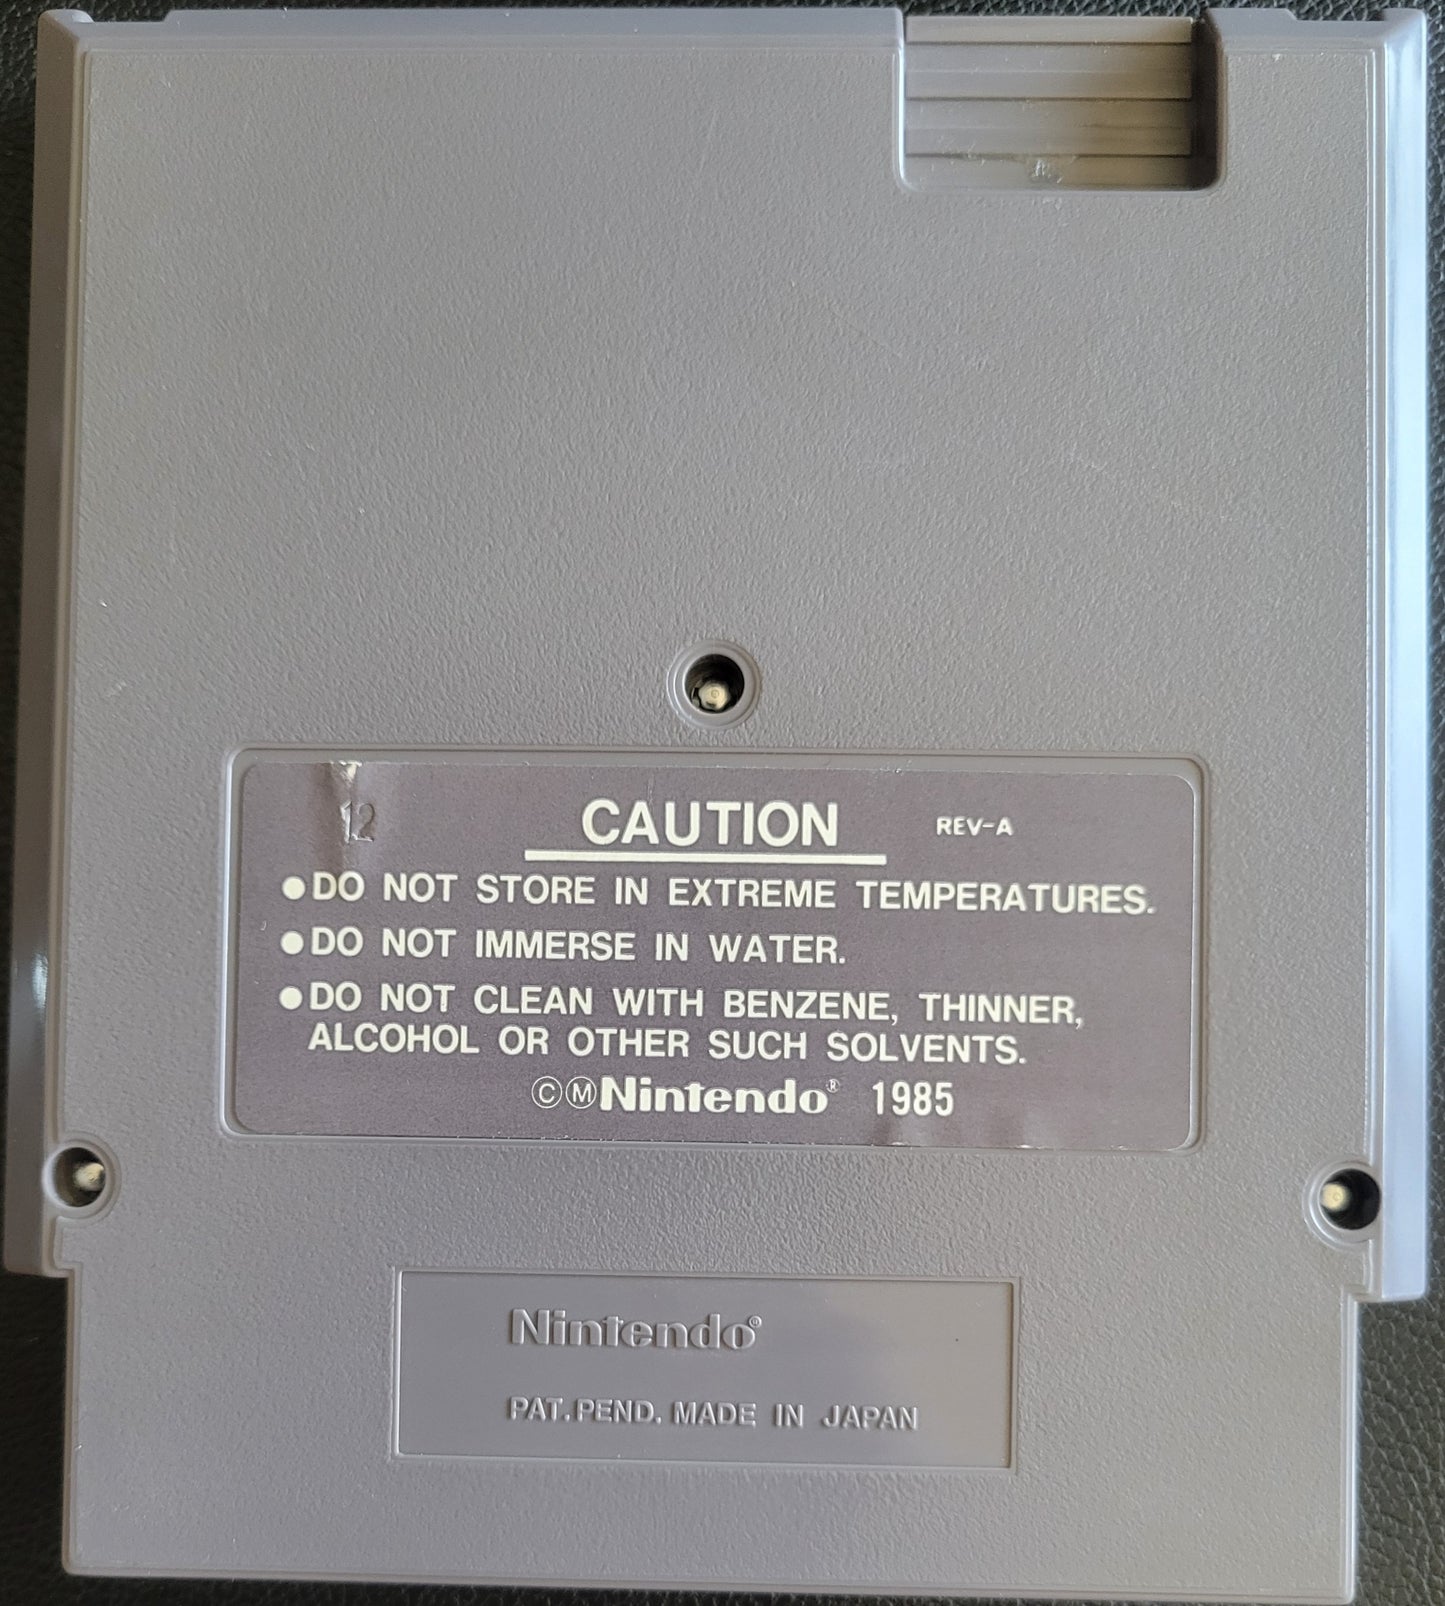 12
CAUTION REV-A
●DO NOT STORE IN EXTREME TEMPERATURES.
●DO NOT IMMERSE IN WATER.
●DO NOT CLEAN WITH BENZENE, THINNER,
ALCOHOL OR OTHER SUCH SOLVENTS.
©ⓂNintendo® 1985
Nintendo®
PAT. PEND. MADE IN JAPAN